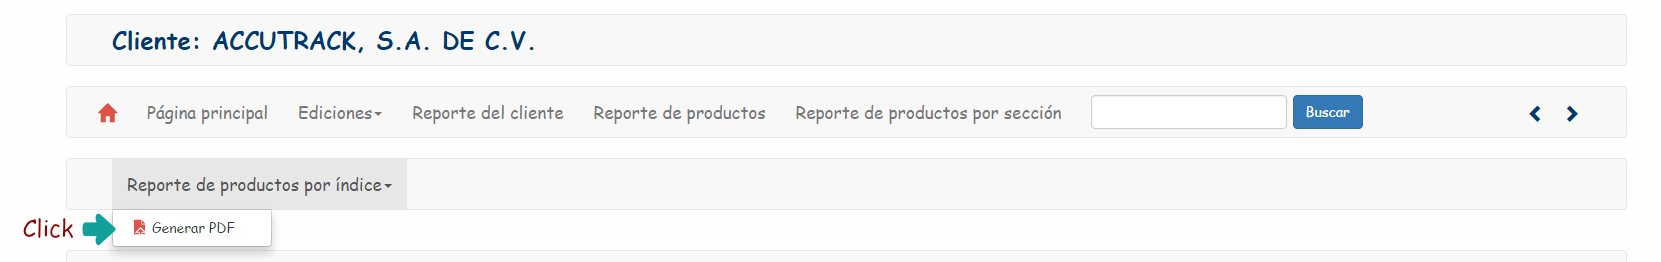 Cliente: ACCUTRACK, S.A. DE C.V.
Página principal Ediciones Reporte del cliente Reporte de productos Reporte de productos por sección Buscar
Reporte de productos por índice
Click Generar PDF